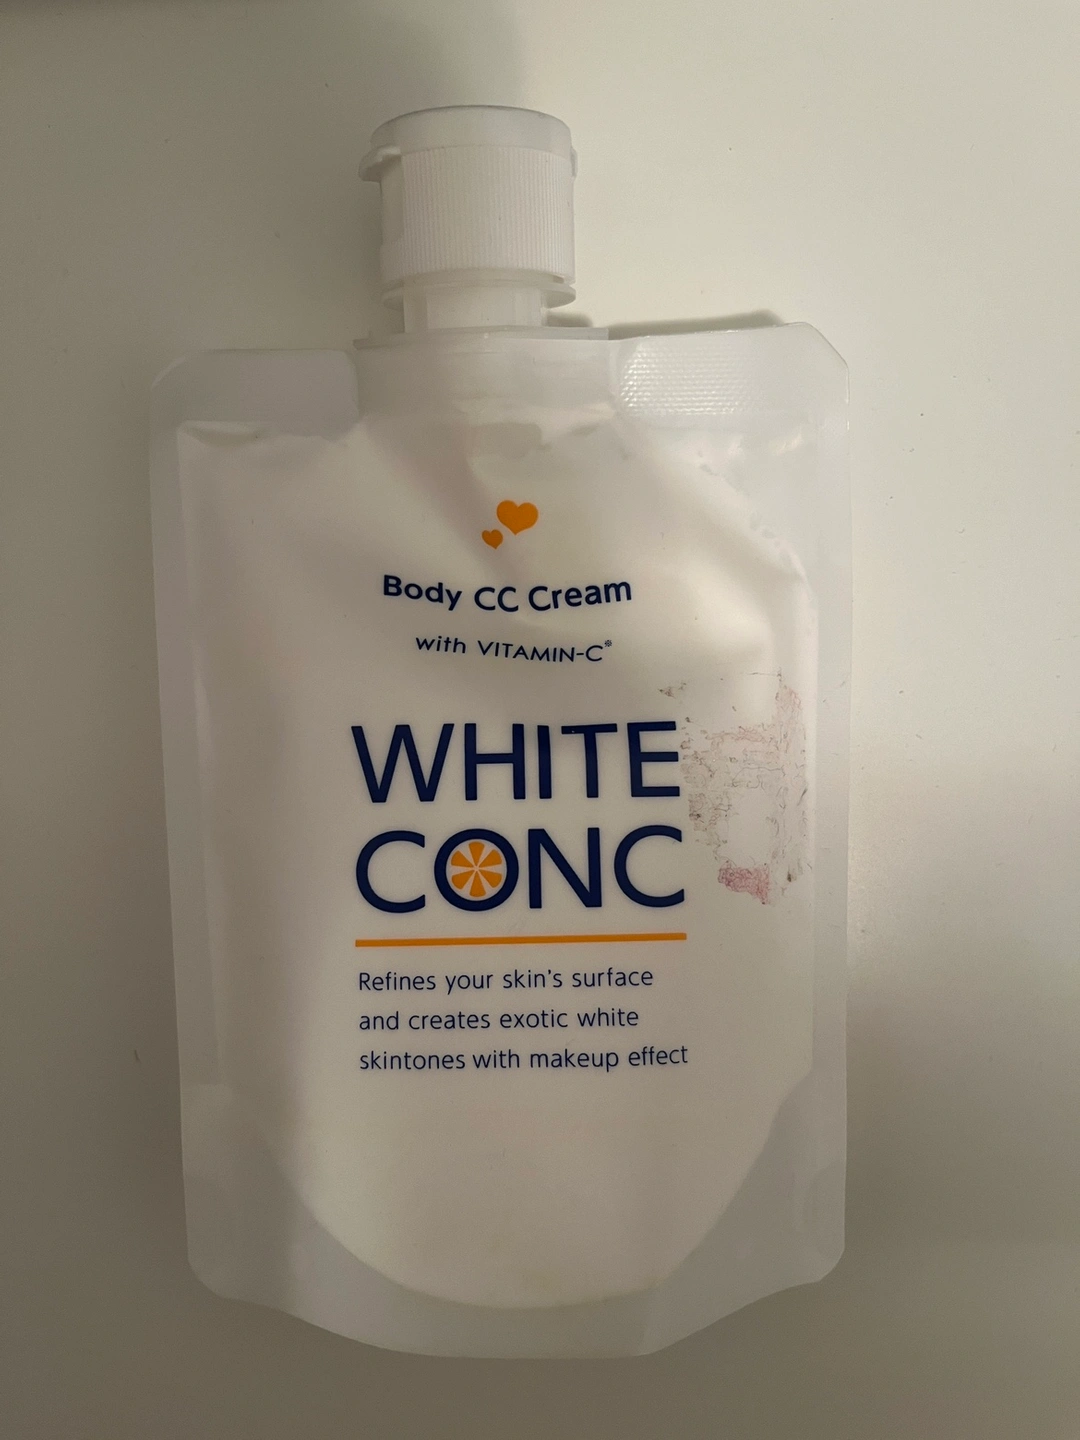 Body CC Cream
with VITAMIN-C※
WHITE
CONC
Refines your skin's surface
and creates exotic white
skintones with makeup effect